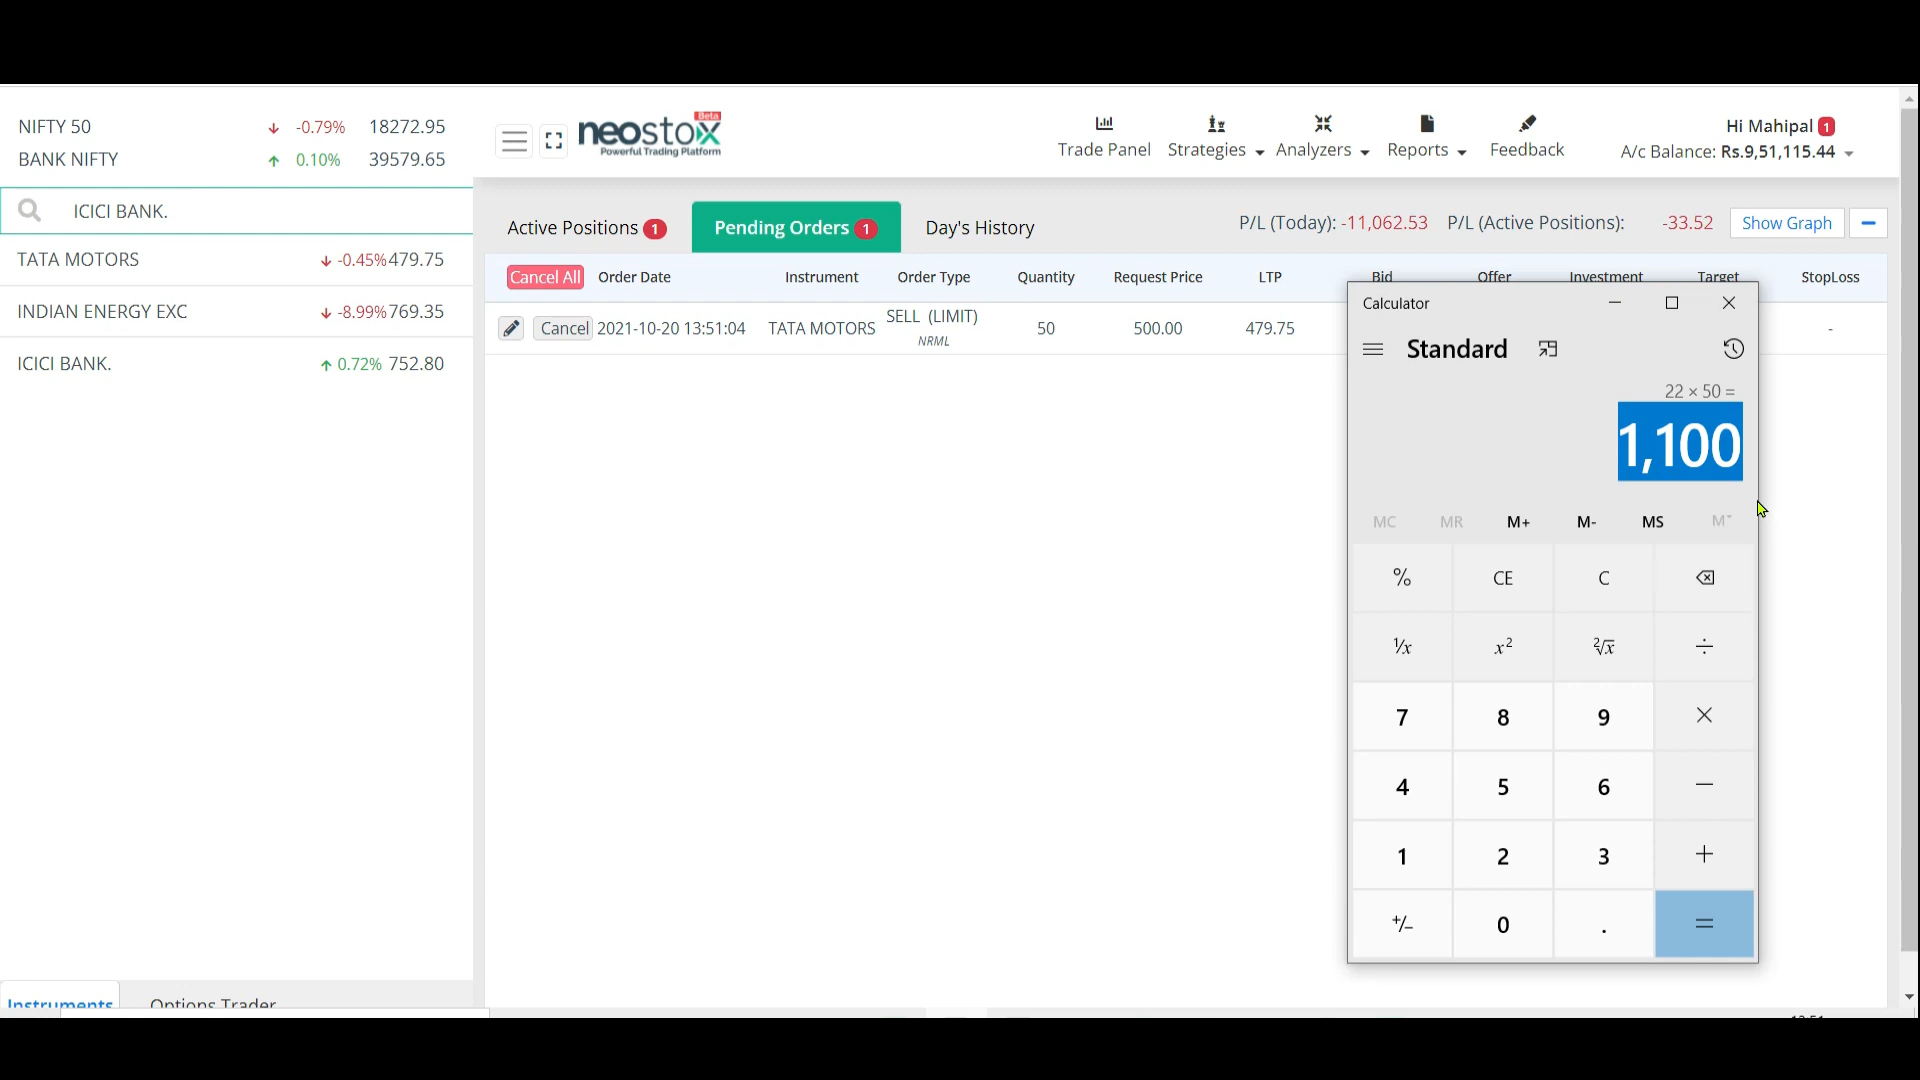 NIFTY 50 -0.79% 18272.95
BANK NIFTY 0.10% 39579.65
ICICI BANK.
TATA MOTORS -0.45% 479.75
INDIAN ENERGY EXC -8.99% 769.35
ICICI BANK. 0.72% 752.80
Instruments Options Trader
neostox Beta
Powerful Trading Platform
Trade Panel Strategies Analyzers Reports Feedback
Hi Mahipal 1
A/c Balance: Rs.9,51,115.44
Active Positions 1 Pending Orders 1 Day's History
P/L (Today): -11,062.53 P/L (Active Positions): -33.52 Show Graph
Cancel All Order Date Instrument Order Type Quantity Request Price LTP Bid Offer Investment Target StopLoss
Cancel 2021-10-20 13:51:04 TATA MOTORS SELL (LIMIT) 50 500.00 479.75 -
NRML
Calculator
Standard
22 × 50 =
1,100
MC MR M+ M- MS M˅
% CE C
¹/x x² ²√x ÷
7 8 9 ×
4 5 6 −
1 2 3 +
+/− 0 . =